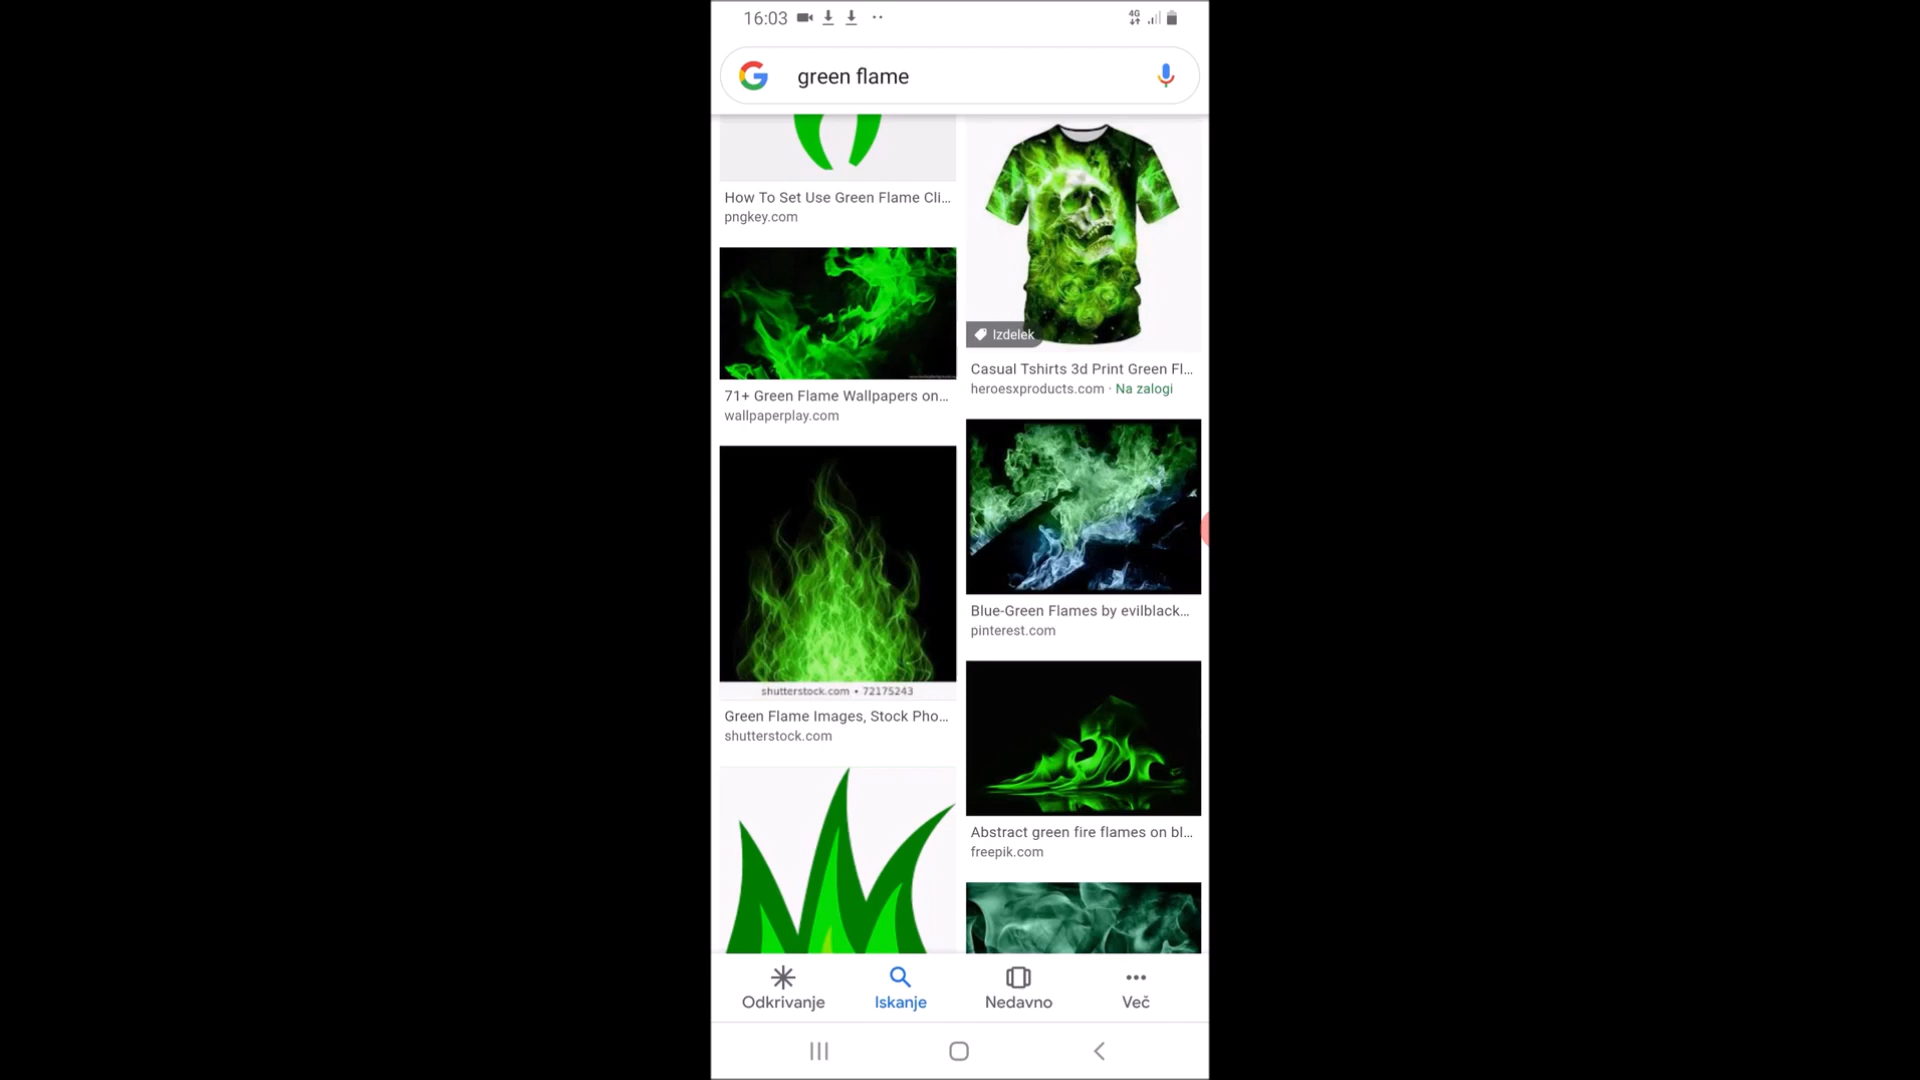 16:03
4G
green flame
How To Set Use Green Flame Cli...
pngkey.com
71+ Green Flame Wallpapers on...
wallpaperplay.com
shutterstock.com • 72175243
Green Flame Images, Stock Pho...
shutterstock.com
Izdelek
Casual Tshirts 3d Print Green Fl...
heroesxproducts.com · Na zalogi
Blue-Green Flames by evilblack...
pinterest.com
Abstract green fire flames on bl...
freepik.com
Odkrivanje
Iskanje
Nedavno
Več